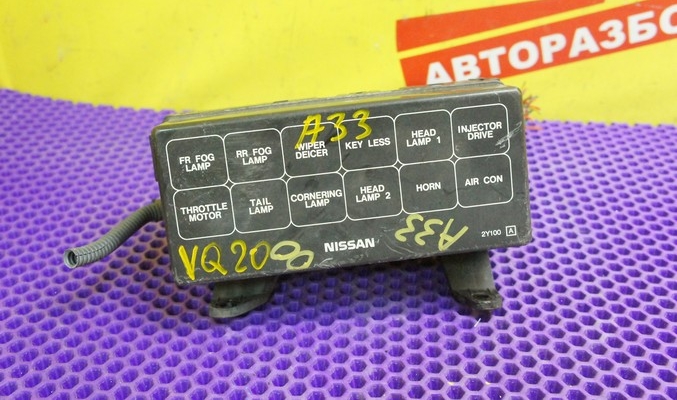 АВТОРАЗБО
A33
FR FOG LAMP
RR FOG LAMP
WIPER DEICER
KEY LESS
HEAD LAMP 1
INJECTOR DRIVE
THROTTLE MOTOR
TAIL LAMP
CORNERING LAMP
HEAD LAMP 2
HORN
AIR CON
A33
2Y100 A
VQ20
NISSAN